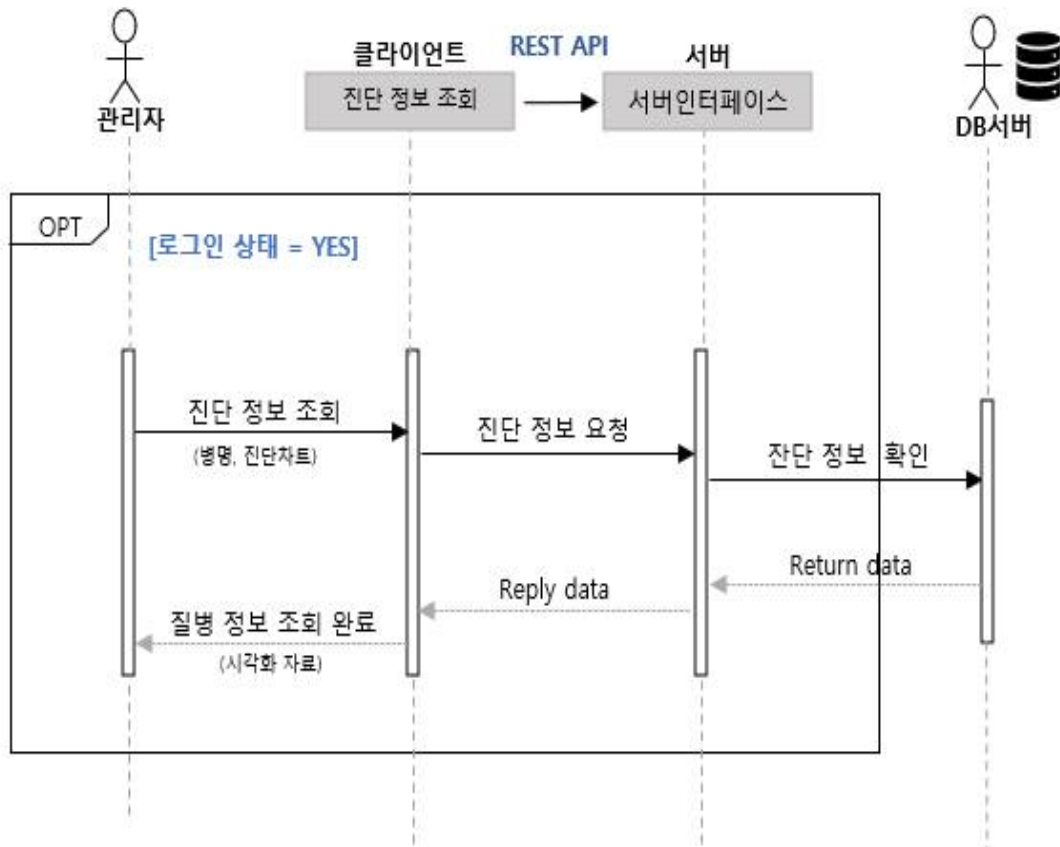 클라이언트
REST API
서버
진단 정보 조회
서버인터페이스
관리자
DB서버
OPT
[로그인 상태 = YES]
진단 정보 조회
(병명, 진단차트)
진단 정보 요청
잔단 정보 확인
Return data
Reply data
질병 정보 조회 완료
(시각화 자료)